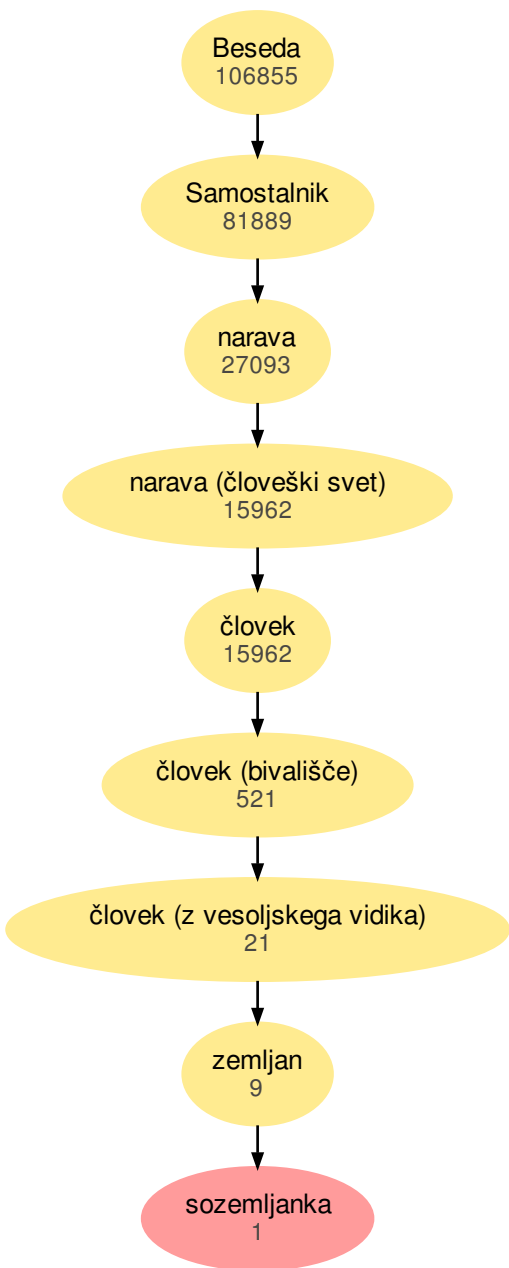 Beseda
106855
Samostalnik
81889
narava
27093
narava (človeški svet)
15962
človek
15962
človek (bivališče)
521
človek (z vesoljskega vidika)
21
zemljan
9
sozemljanka
1